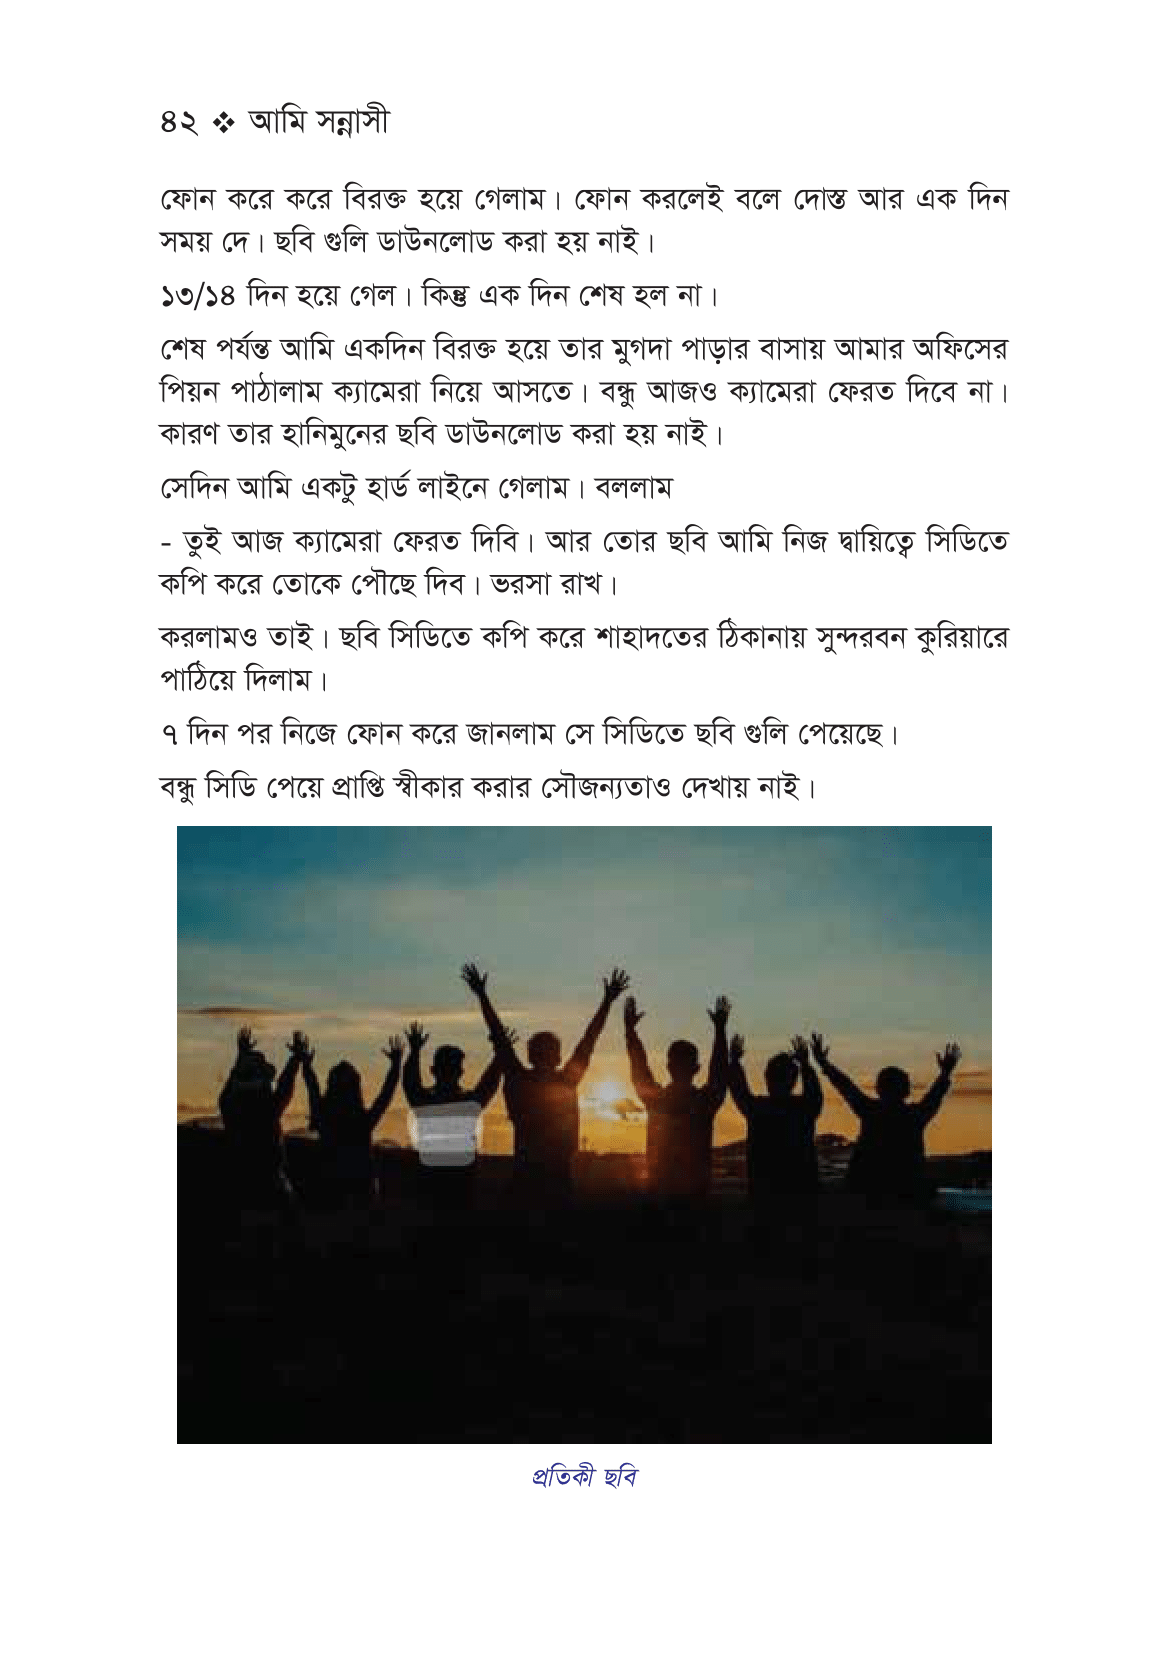 ৪২ ❖ আমি সন্নাসী
ফোন করে করে বিরক্ত হয়ে গেলাম। ফোন করলেই বলে দোস্ত আর এক দিন
সময় দে। ছবি গুলি ডাউনলোড করা হয় নাই।
১৩/১৪ দিন হয়ে গেল। কিন্তু এক দিন শেষ হল না।
শেষ পর্যন্ত আমি একদিন বিরক্ত হয়ে তার মুগদা পাড়ার বাসায় আমার অফিসের
পিয়ন পাঠালাম ক্যামেরা নিয়ে আসতে। বন্ধু আজও ক্যামেরা ফেরত দিবে না।
কারণ তার হানিমুনের ছবি ডাউনলোড করা হয় নাই।
সেদিন আমি একটু হার্ড লাইনে গেলাম। বললাম
- তুই আজ ক্যামেরা ফেরত দিবি। আর তোর ছবি আমি নিজ দ্বায়িত্বে সিডিতে
কপি করে তোকে পৌছে দিব। ভরসা রাখ।
করলামও তাই। ছবি সিডিতে কপি করে শাহাদতের ঠিকানায় সুন্দরবন কুরিয়ারে
পাঠিয়ে দিলাম।
৭ দিন পর নিজে ফোন করে জানলাম সে সিডিতে ছবি গুলি পেয়েছে।
বন্ধু সিডি পেয়ে প্রাপ্তি স্বীকার করার সৌজন্যতাও দেখায় নাই।
প্রতিকী ছবি